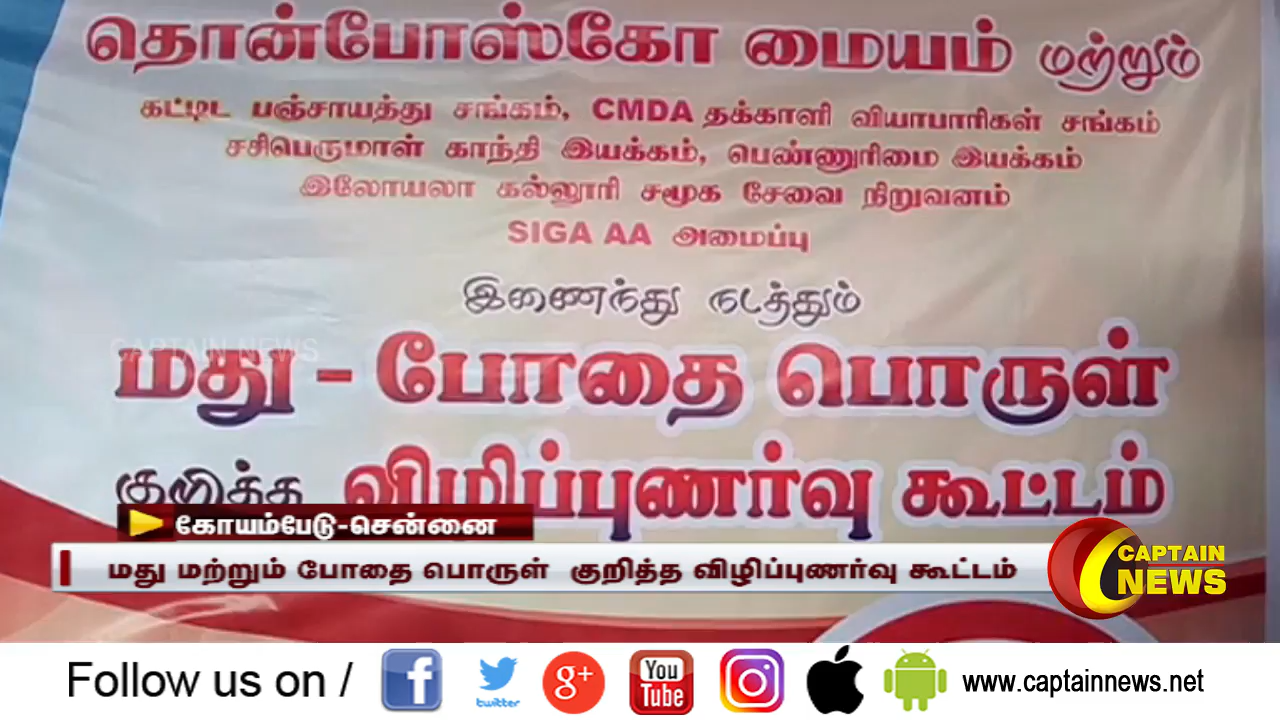 தொன்போஸ்கோ மையம் மற்றும்
கட்டிட பஞ்சாயத்து சங்கம், CMDA தக்காளி வியாபாரிகள் சங்கம்
சசிபெருமாள் காந்தி இயக்கம், பெண்ணுரிமை இயக்கம்
இலோயலா கல்லூரி சமூக சேவை நிறுவனம்
SIGA AA அமைப்பு
இணைந்து நடத்தும்
CAPTAIN NEWS
மது - போதை பொருள்
குறித்த விழிப்புணர்வு கூட்டம்
கோயம்பேடு-சென்னை
மது மற்றும் போதை பொருள் குறித்த விழிப்புணர்வு கூட்டம்
CAPTAIN
NEWS
Follow us on / f twitter g+ You Tube www.captainnews.net